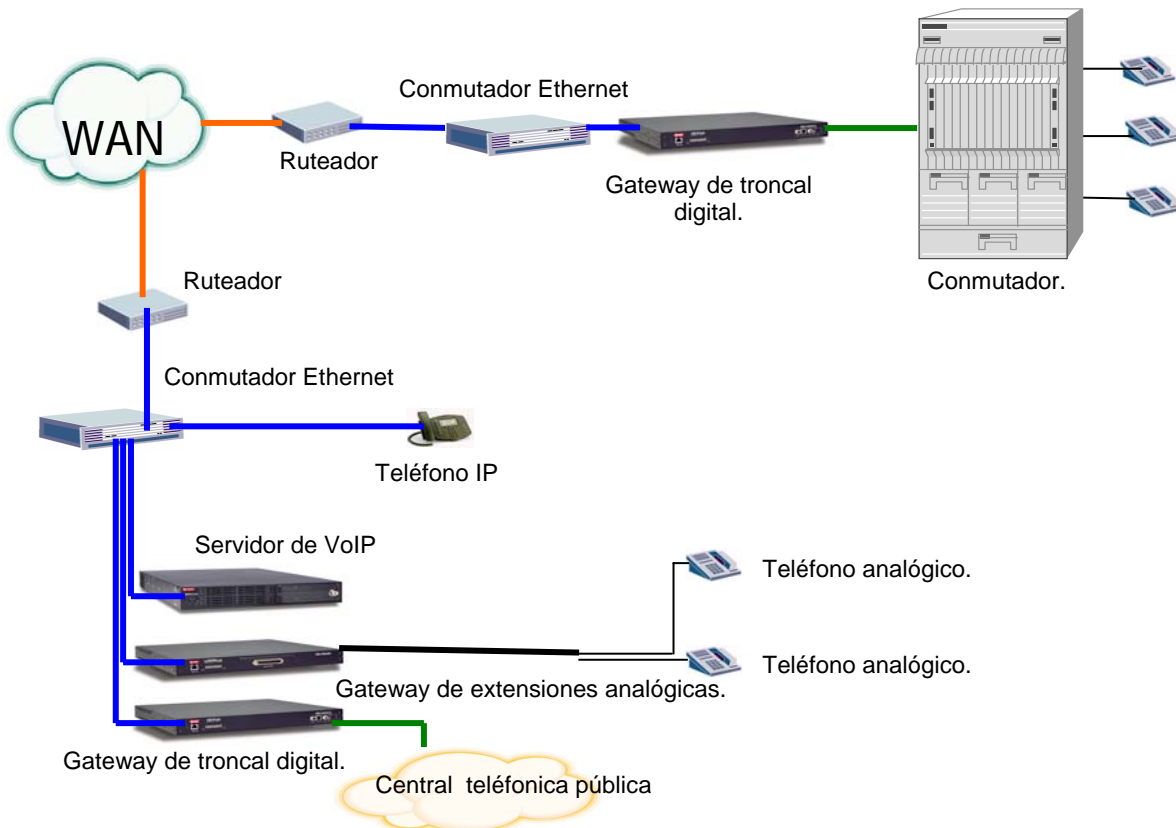 Conmutador Ethernet
WAN
Ruteador
Gateway de troncal
digital.
Conmutador.
Ruteador
Conmutador Ethernet
Teléfono IP
Servidor de VoIP
Teléfono analógico.
Teléfono analógico.
Gateway de extensiones analógicas.
Gateway de troncal digital.
Central teléfonica pública